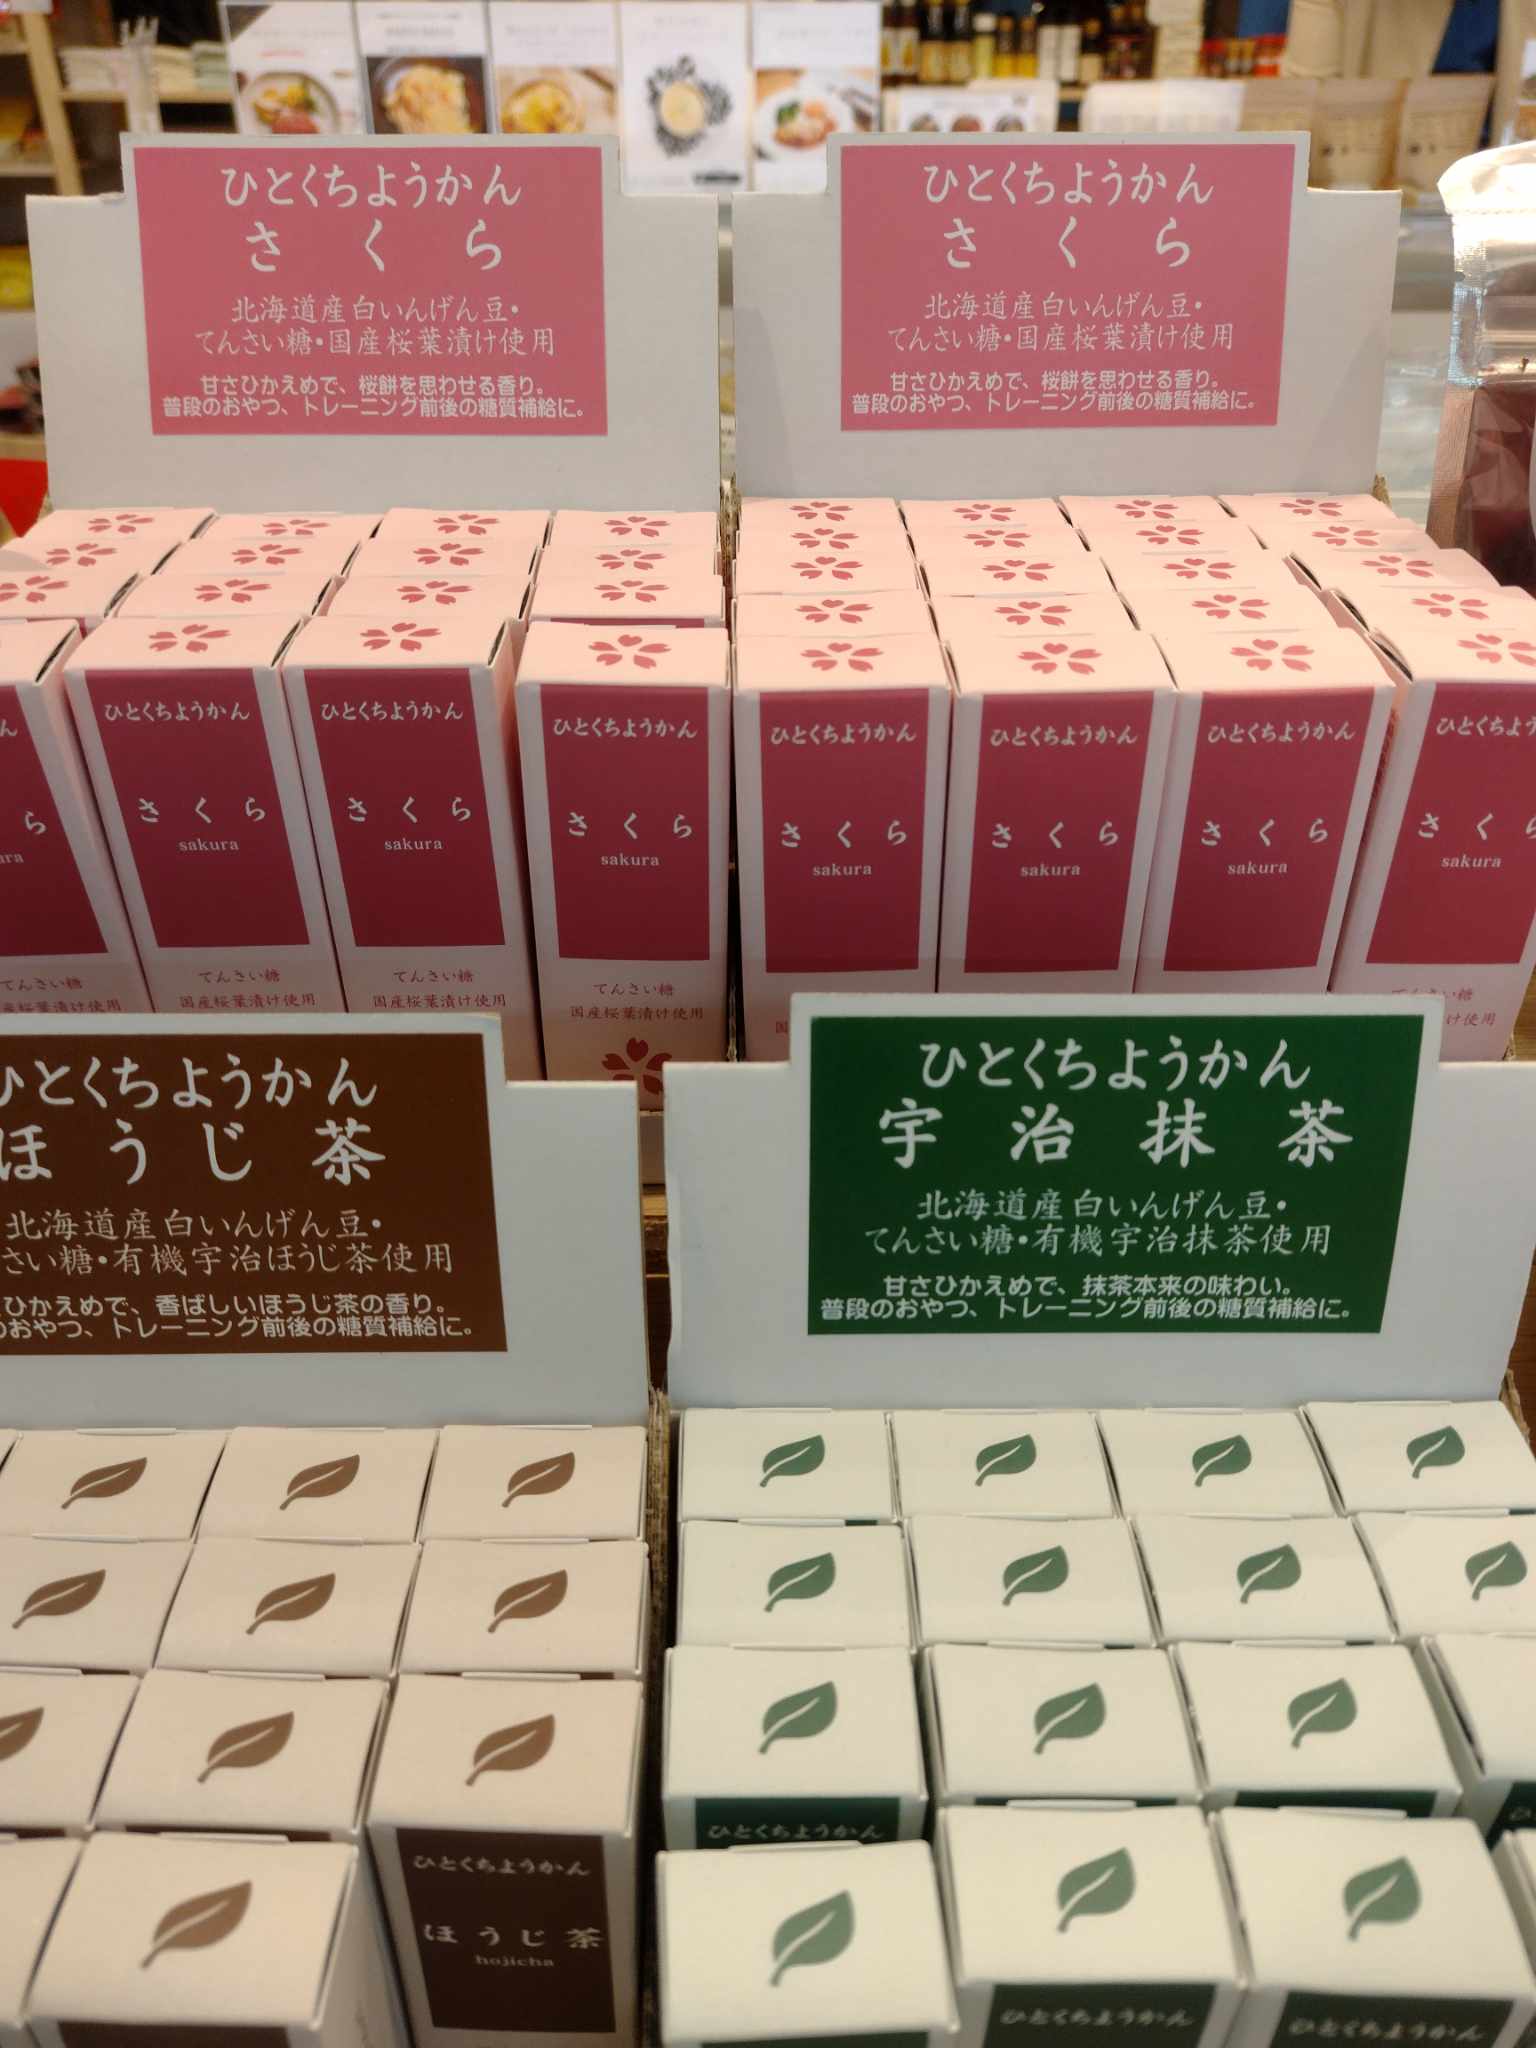 ひとくちようかん
さくら
北海道産白いんげん豆・
てんさい糖・国産桜葉漬け使用
甘さひかえめで、桜餅を思わせる香り。
普段のおやつ、トレーニング前後の糖質補給に。
ひとくちようかん
さくら
北海道産白いんげん豆・
てんさい糖・国産桜葉漬け使用
甘さひかえめで、桜餅を思わせる香り。
普段のおやつ、トレーニング前後の糖質補給に。
ひとくちようかん
さくら
sakura
てんさい糖
国産桜葉漬け使用
ひとくちようかん
さくら
sakura
てんさい糖
国産桜葉漬け使用
ひとくちようかん
さくら
sakura
てんさい糖
国産桜葉漬け使用
ひとくちようかん
さくら
sakura
ひとくちようかん
さくら
sakura
ひとくちようかん
さくら
sakura
ひとくちよう
さくら
sakura
てんさい糖
国産桜葉漬け使用
ひとくちようかん
ほうじ茶
北海道産白いんげん豆・
さい糖・有機宇治ほうじ茶使用
ひかえめで、香ばしいほうじ茶の香り。
のおやつ、トレーニング前後の糖質補給に。
ひとくちようかん
宇治抹茶
北海道産白いんげん豆・
てんさい糖・有機宇治抹茶使用
甘さひかえめで、抹茶本来の味わい。
普段のおやつ、トレーニング前後の糖質補給に。
ひとくちようかん
ほうじ茶
hojicha
ひとくちようかん
ひとくちようかん
ひとくちようかん